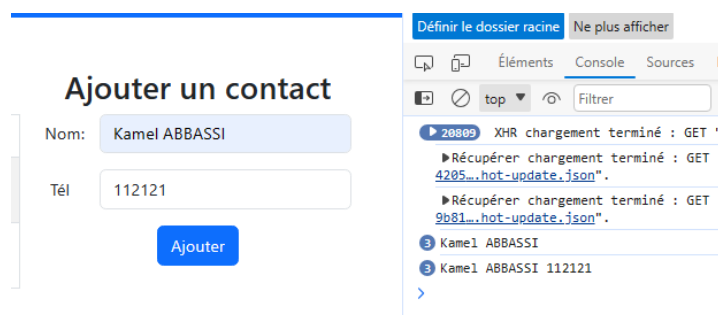 Ajouter un contact
Nom: Kamel ABBASSI
Tél 112121
Ajouter
Définir le dossier racine Ne plus afficher
Éléments Console Sources
top Filtrer
20809 XHR chargement terminé : GET "
Récupérer chargement terminé : GET
4205….hot-update.json".
Récupérer chargement terminé : GET
9b81….hot-update.json".
3 Kamel ABBASSI
3 Kamel ABBASSI 112121